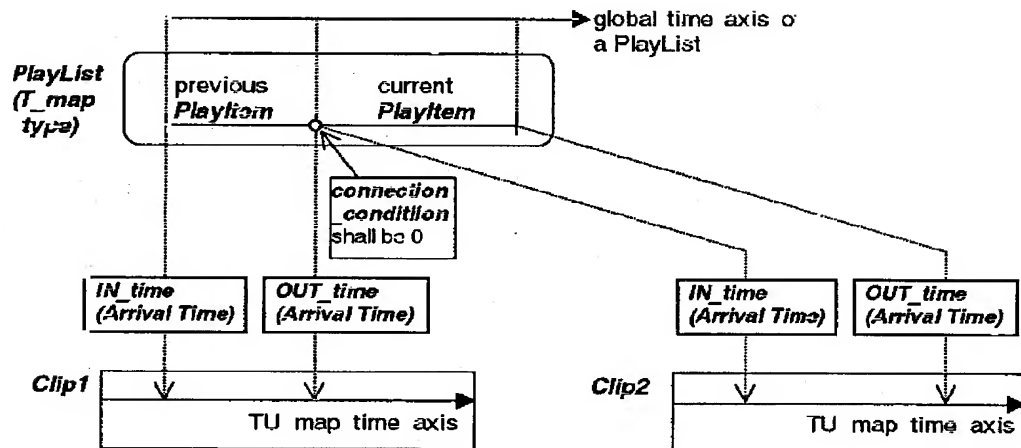 global time axis o
a PlayList
PlayList
(T_map
type)
previous
PlayItem
current
PlayItem
connection
_condition
shall be 0
IN_time
(Arrival Time)
OUT_time
(Arrival Time)
IN_time
(Arrival Time)
OUT_time
(Arrival Time)
Clip1
TU map time axis
Clip2
TU map time axis